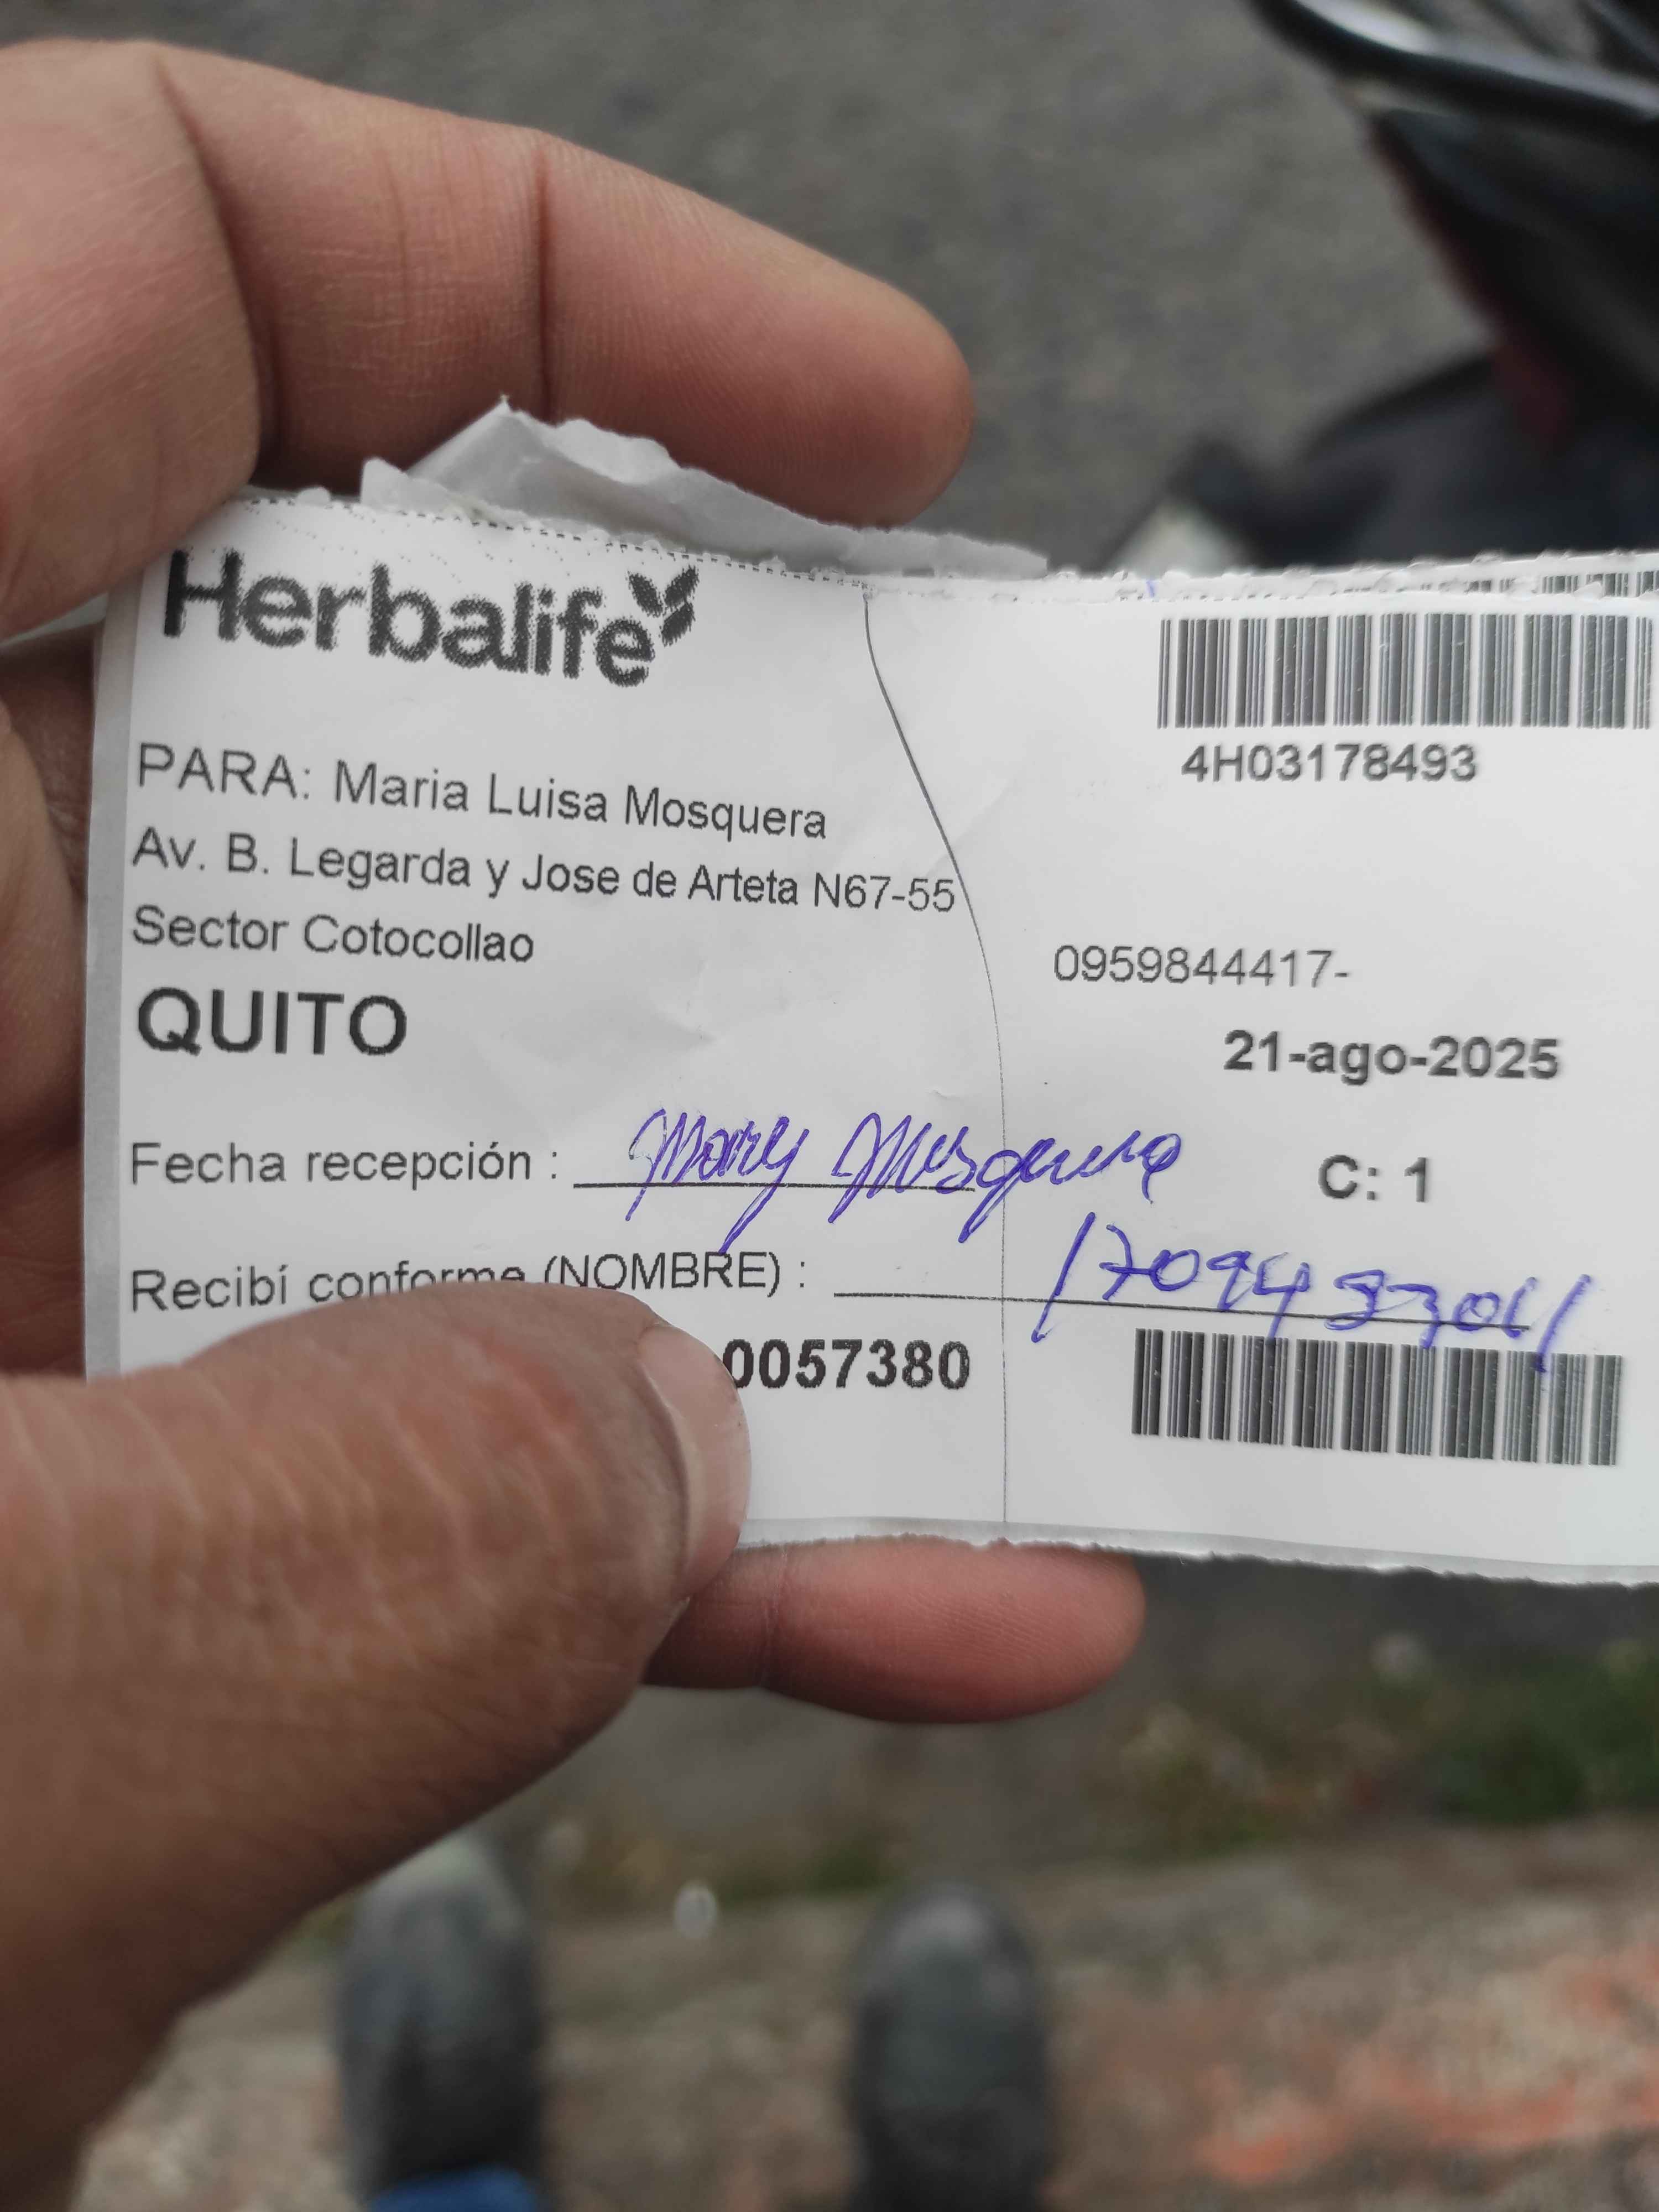 Herbalife
4H03178493
PARA: Maria Luisa Mosquera
Av. B. Legarda y Jose de Arteta N67-55
Sector Cotocollao
0959844417-
QUITO
21-ago-2025
Fecha recepción : Mary Mosquera
C: 1
Recibí conforme (NOMBRE) :
0057380